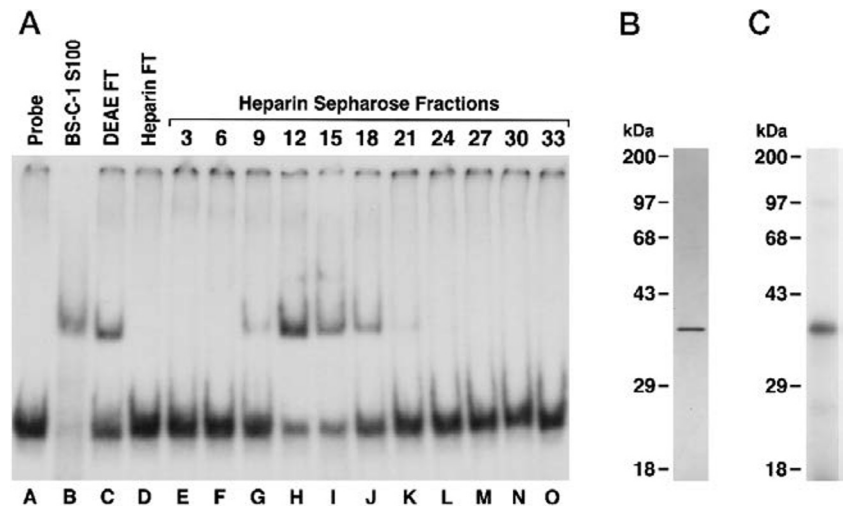 A
Probe
BS-C-1 S100
DEAE FT
Heparin FT
Heparin Sepharose Fractions
3 6 9 12 15 18 21 24 27 30 33
A B C D E F G H I J K L M N O
B
kDa
200
97
68
43
29
18
C
kDa
200
97
68
43
29
18